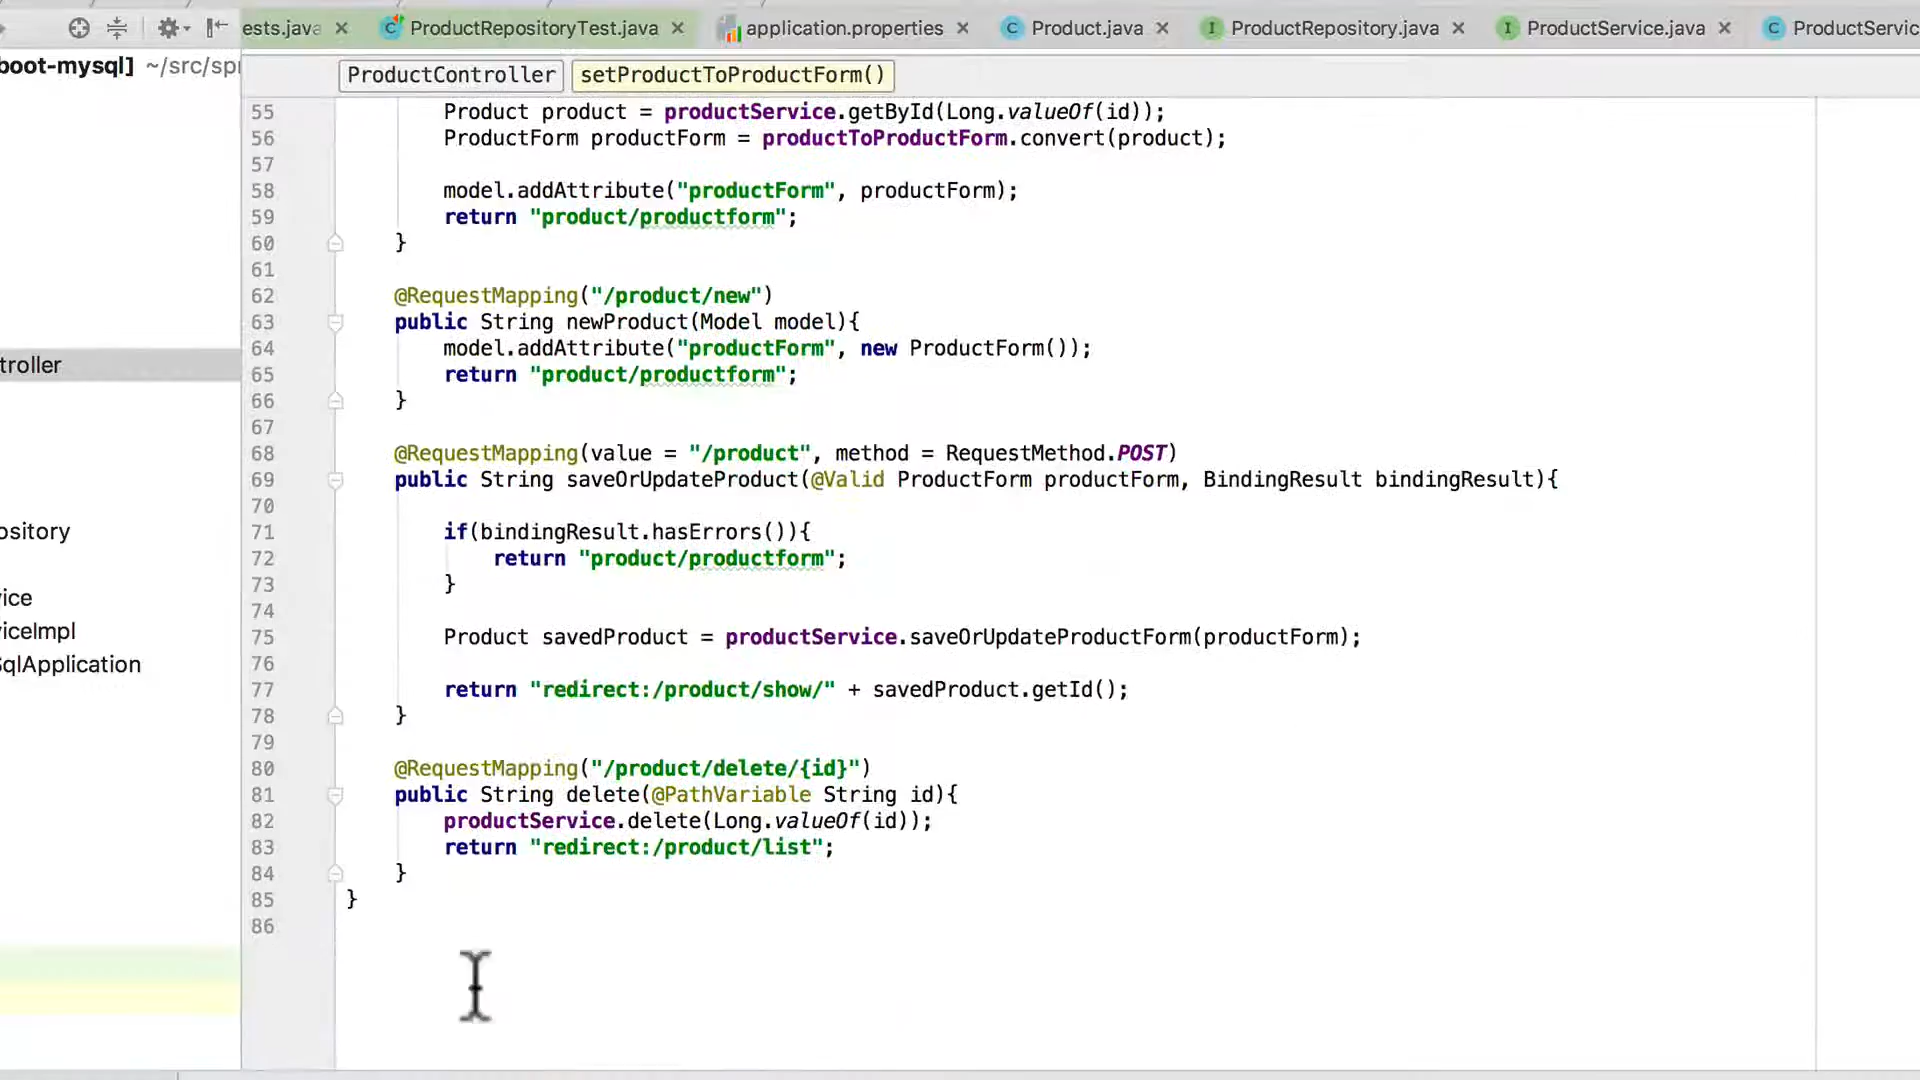 ests.java ProductRepositoryTest.java application.properties Product.java ProductRepository.java ProductService.java ProductServic
boot-mysql] ~/src/spr
ProductController setProductToProductForm()
troller
ository
vice
viceImpl
SqlApplication
55 Product product = productService.getById(Long.valueOf(id));
56 ProductForm productForm = productToProductForm.convert(product);
57
58 model.addAttribute("productForm", productForm);
59 return "product/productform";
60 }
61
62 @RequestMapping("/product/new")
63 public String newProduct(Model model){
64 model.addAttribute("productForm", new ProductForm());
65 return "product/productform";
66 }
67
68 @RequestMapping(value = "/product", method = RequestMethod.POST)
69 public String saveOrUpdateProduct(@Valid ProductForm productForm, BindingResult bindingResult){
70
71 if(bindingResult.hasErrors()){
72 return "product/productform";
73 }
74
75 Product savedProduct = productService.saveOrUpdateProductForm(productForm);
76
77 return "redirect:/product/show/" + savedProduct.getId();
78 }
79
80 @RequestMapping("/product/delete/{id}")
81 public String delete(@PathVariable String id){
82 productService.delete(Long.valueOf(id));
83 return "redirect:/product/list";
84 }
85 }
86